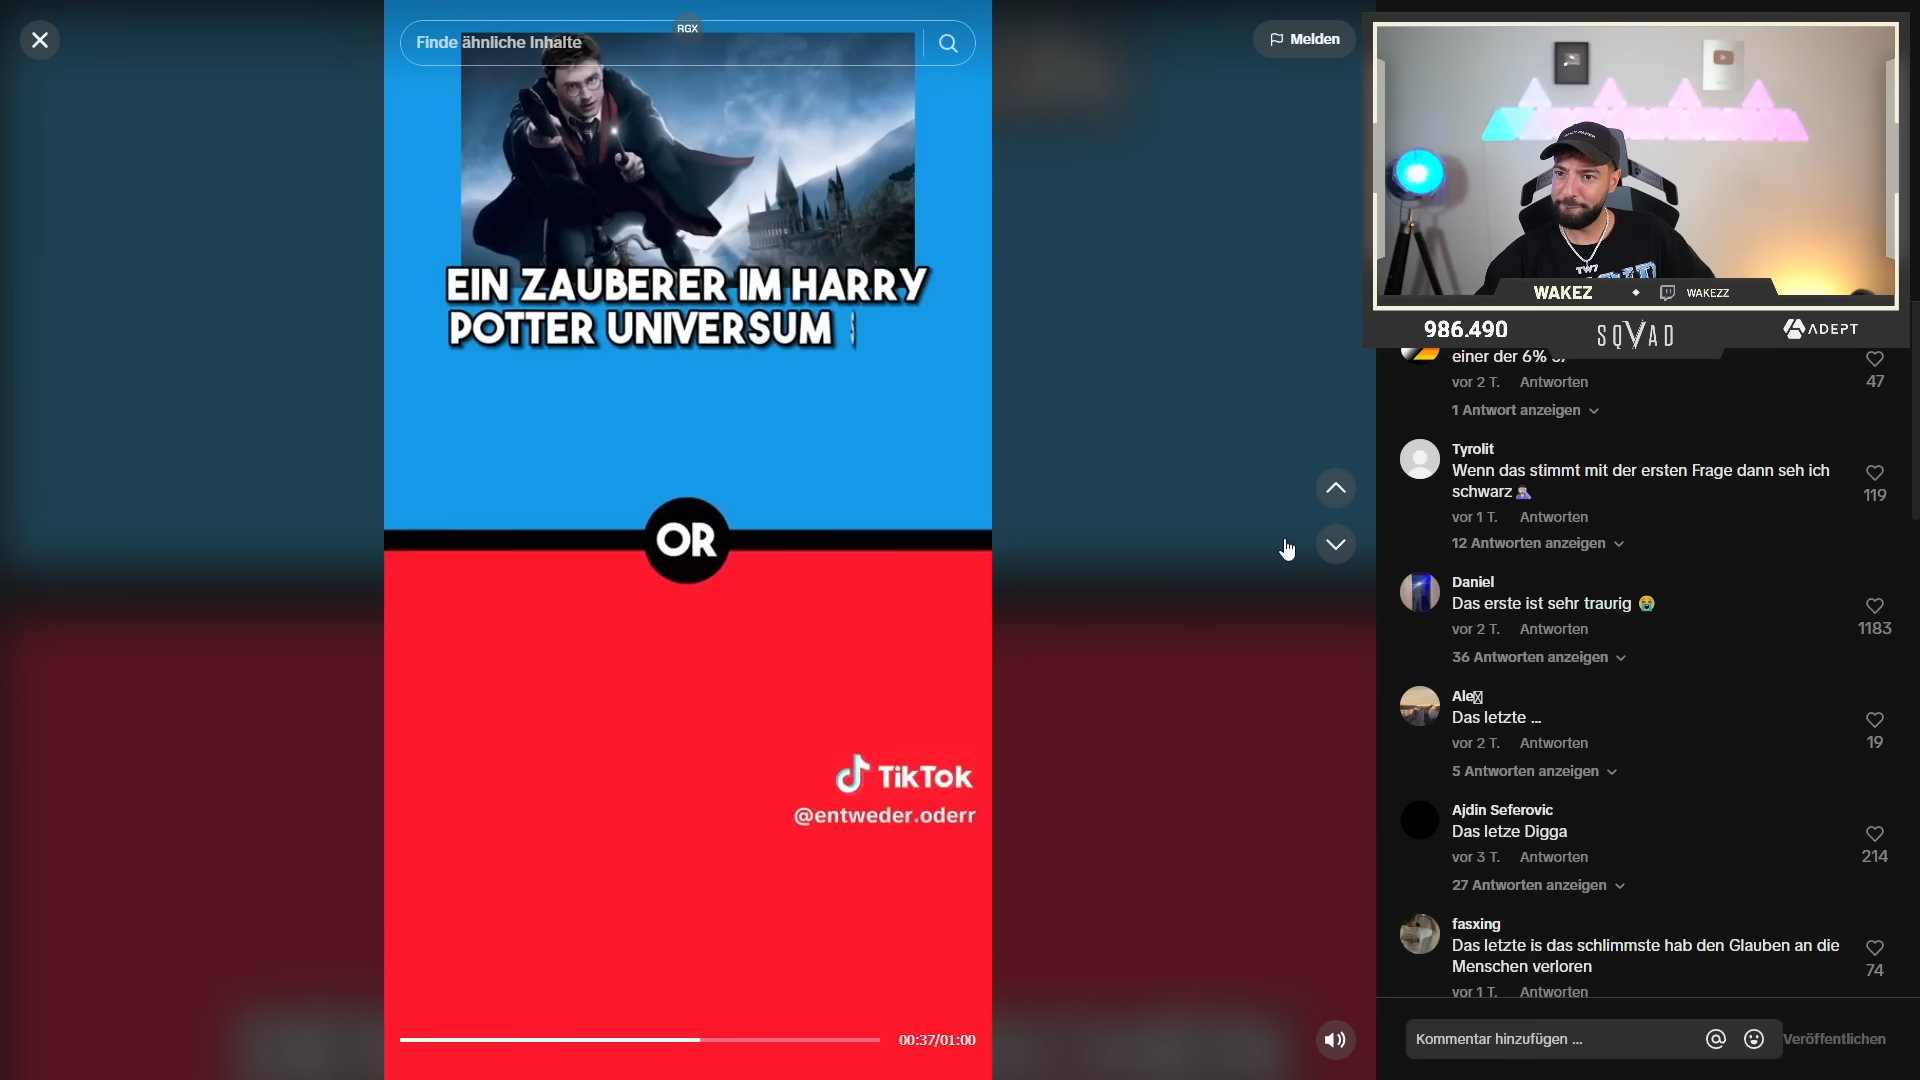 Finde ähnliche Inhalte
RGX
Melden
EIN ZAUBERER IM HARRY
POTTER UNIVERSUM
OR
TikTok
@entweder.oderr
00:37/01:00
TW7
WAKEZ
WAKEZZ
986.490
SQVAD
ADEPT
einer der 6%
47
vor 2 T. Antworten
1 Antwort anzeigen
Tyrolit
Wenn das stimmt mit der ersten Frage dann seh ich
schwarz
119
vor 1 T. Antworten
12 Antworten anzeigen
Daniel
Das erste ist sehr traurig 😭
1183
vor 2 T. Antworten
36 Antworten anzeigen
Ale
Das letzte ...
19
vor 2 T. Antworten
5 Antworten anzeigen
Ajdin Seferovic
Das letze Digga
214
vor 3 T. Antworten
27 Antworten anzeigen
fasxing
Das letzte is das schlimmste hab den Glauben an die
Menschen verloren
74
vor 1 T. Antworten
Kommentar hinzufügen ...
Veröffentlichen